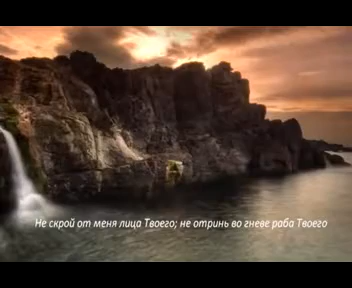 Не скрой от меня лица Твоего; не отринь во гневе раба Твоего